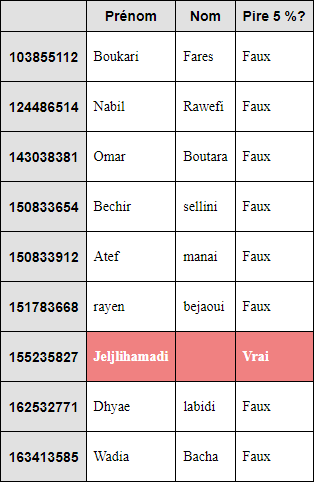 Prénom Nom Pire 5 %?
103855112 Boukari Fares Faux
124486514 Nabil Rawefi Faux
143038381 Omar Boutara Faux
150833654 Bechir sellini Faux
150833912 Atef manai Faux
151783668 rayen bejaoui Faux
155235827 Jeljlihamadi Vrai
162532771 Dhyae labidi Faux
163413585 Wadia Bacha Faux